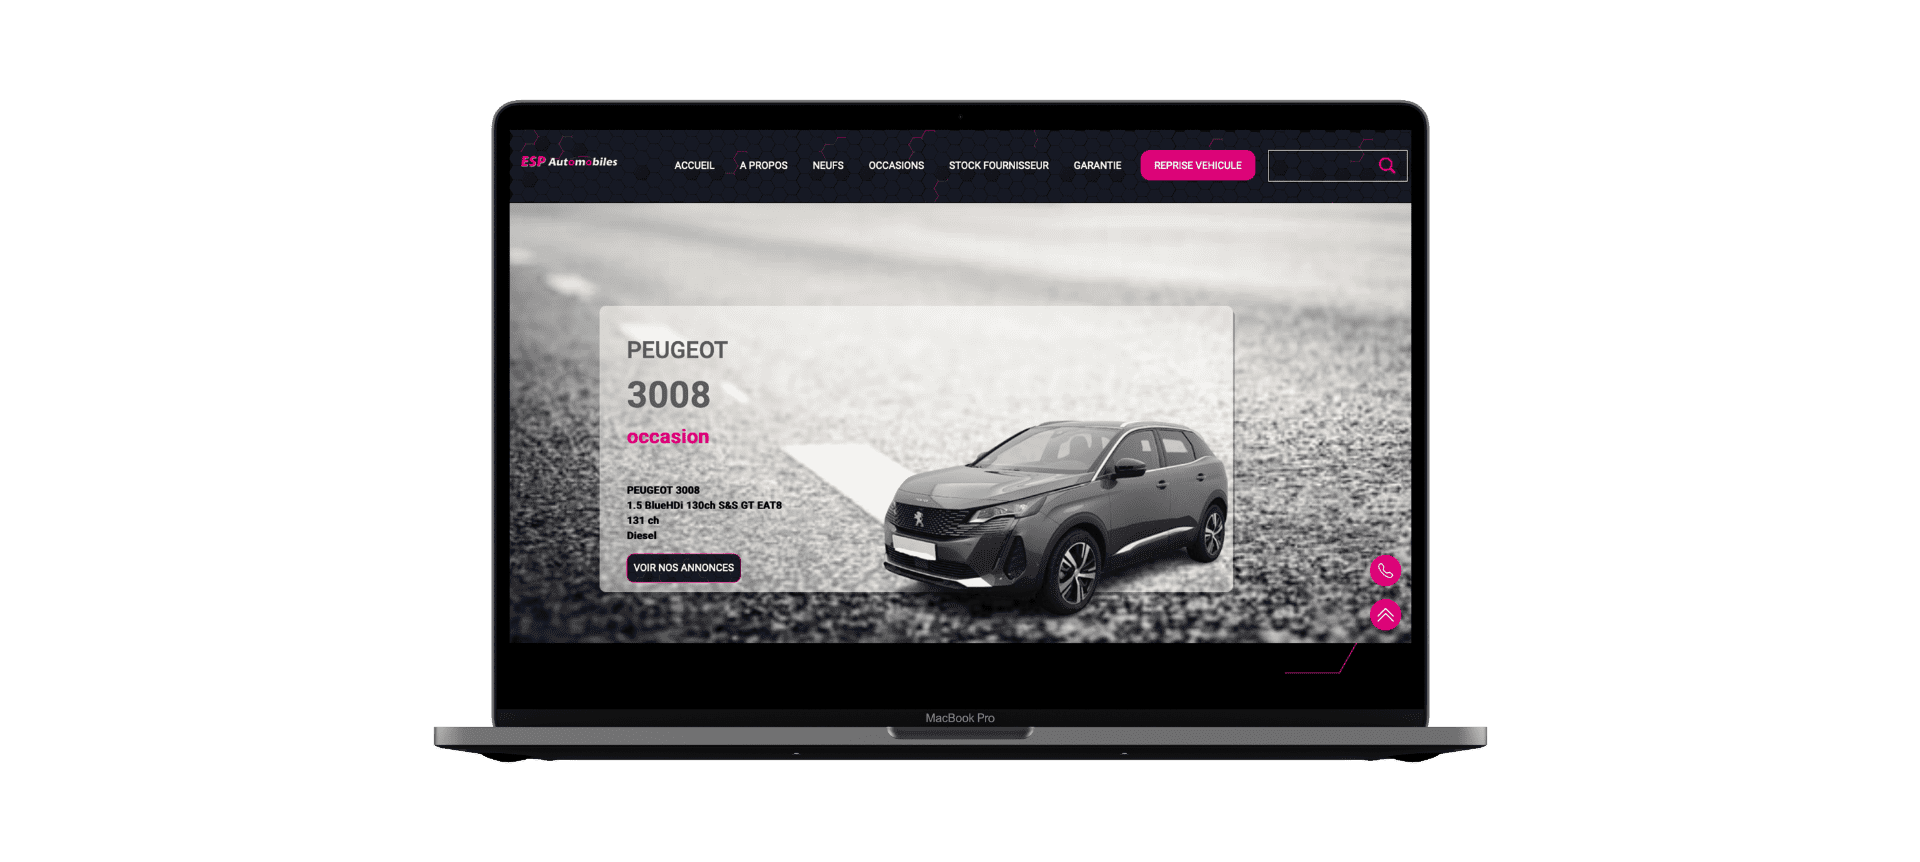 ESP Automobiles
ACCUEIL
A PROPOS
NEUFS
OCCASIONS
STOCK FOURNISSEUR
GARANTIE
REPRISE VEHICULE
PEUGEOT
3008
occasion
PEUGEOT 3008
1.5 BlueHDi 130ch S&S GT EAT8
131 ch
Diesel
VOIR NOS ANNONCES
MacBook Pro